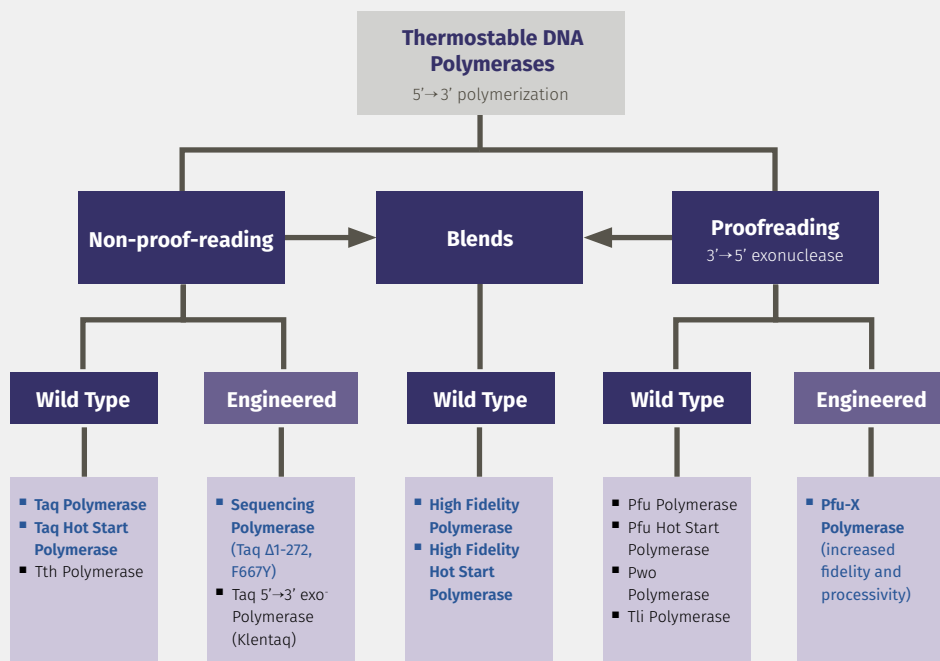 Thermostable DNA
Polymerases
5’→3’ polymerization
Non-proof-reading
Blends
Proofreading
3’→5’ exonuclease
Wild Type
Engineered
Wild Type
Wild Type
Engineered
▪ Taq Polymerase
▪ Taq Hot Start
Polymerase
▪ Tth Polymerase
▪ Sequencing
Polymerase
(Taq Δ1-272,
F667Y)
▪ Taq 5’→3’ exo⁻
Polymerase
(Klentaq)
▪ High Fidelity
Polymerase
▪ High Fidelity
Hot Start
Polymerase
▪ Pfu Polymerase
▪ Pfu Hot Start
Polymerase
▪ Pwo
Polymerase
▪ Tli Polymerase
▪ Pfu-X
Polymerase
(increased
fidelity and
processivity)